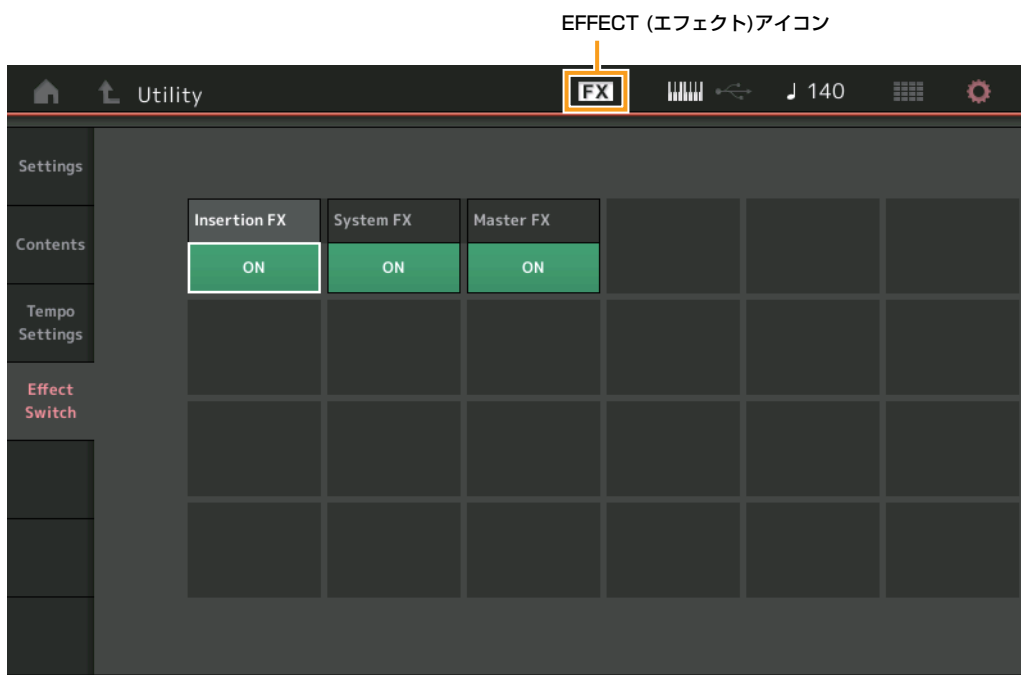 EFFECT (エフェクト)アイコン
Utility
FX
♩ 140
Settings
Contents
Tempo
Settings
Effect
Switch
Insertion FX
System FX
Master FX
ON
ON
ON